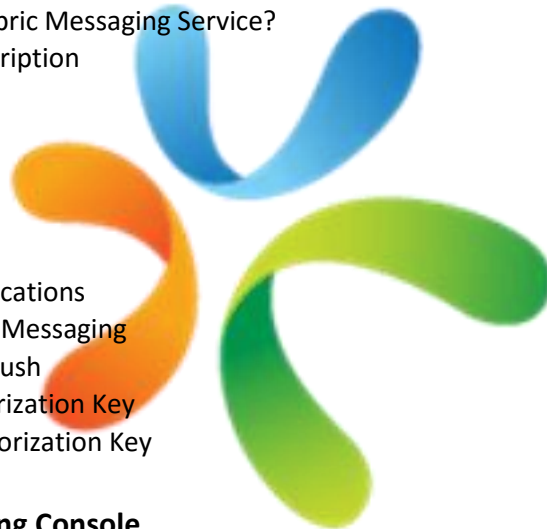 bric Messaging Service?
ription
cations
Messaging
ush
rization Key
orization Key
ng Console